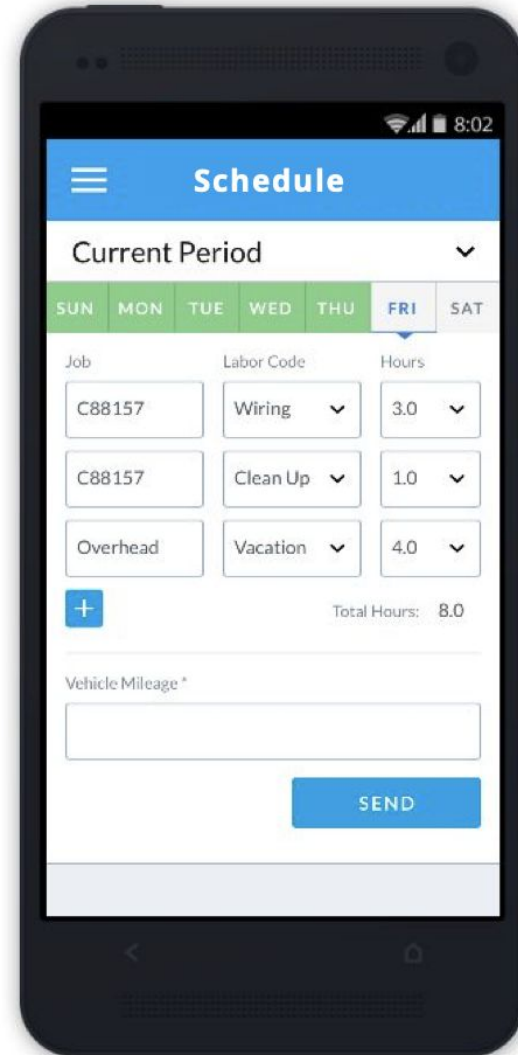 8:02
Schedule
Current Period
SUN MON TUE WED THU FRI SAT
Job Labor Code Hours
C88157 Wiring 3.0
C88157 Clean Up 1.0
Overhead Vacation 4.0
+ Total Hours: 8.0
Vehicle Mileage *
SEND